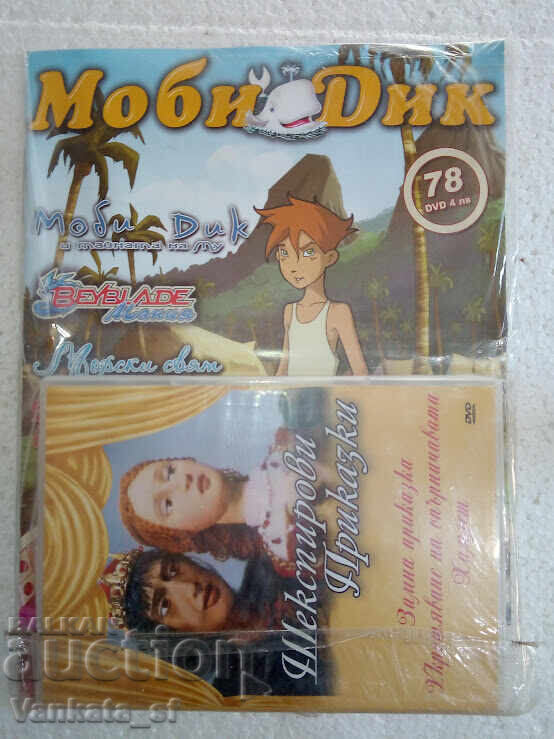 Моби Дик
78
DVD 4 лв
Моби Дик
и тайната на Му
BEYBLADE
Мания
Морски свят
DVD
Шекспирови
Приказки
Зимна приказка
Укротяване на опърничавата
Хамлет
BALKAN
auction
Vankata_sf